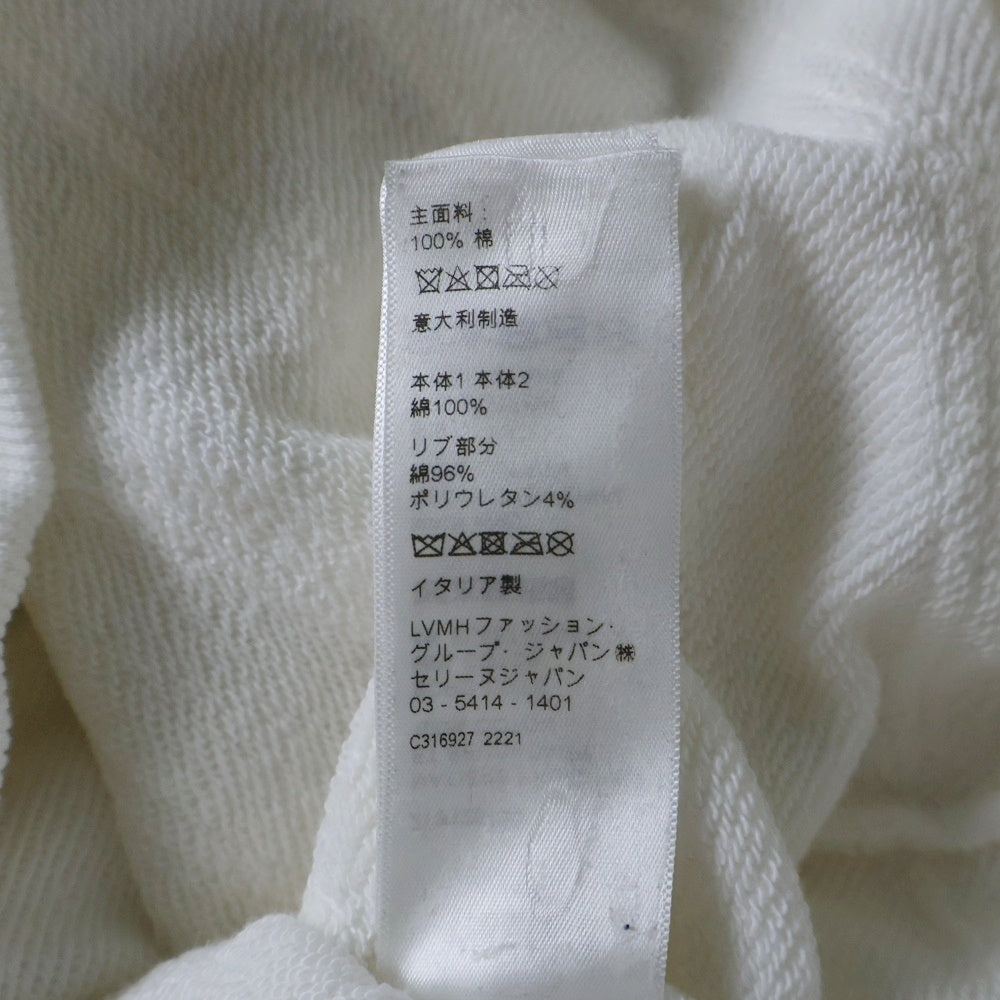 主面料：
100% 棉
意大利制造
本体1 本体2
綿100%
リブ部分
綿96%
ポリウレタン4%
イタリア製
LVMHファッション・
グループ・ジャパン㈱
セリーヌジャパン
03 - 5414 - 1401
C316927 2221